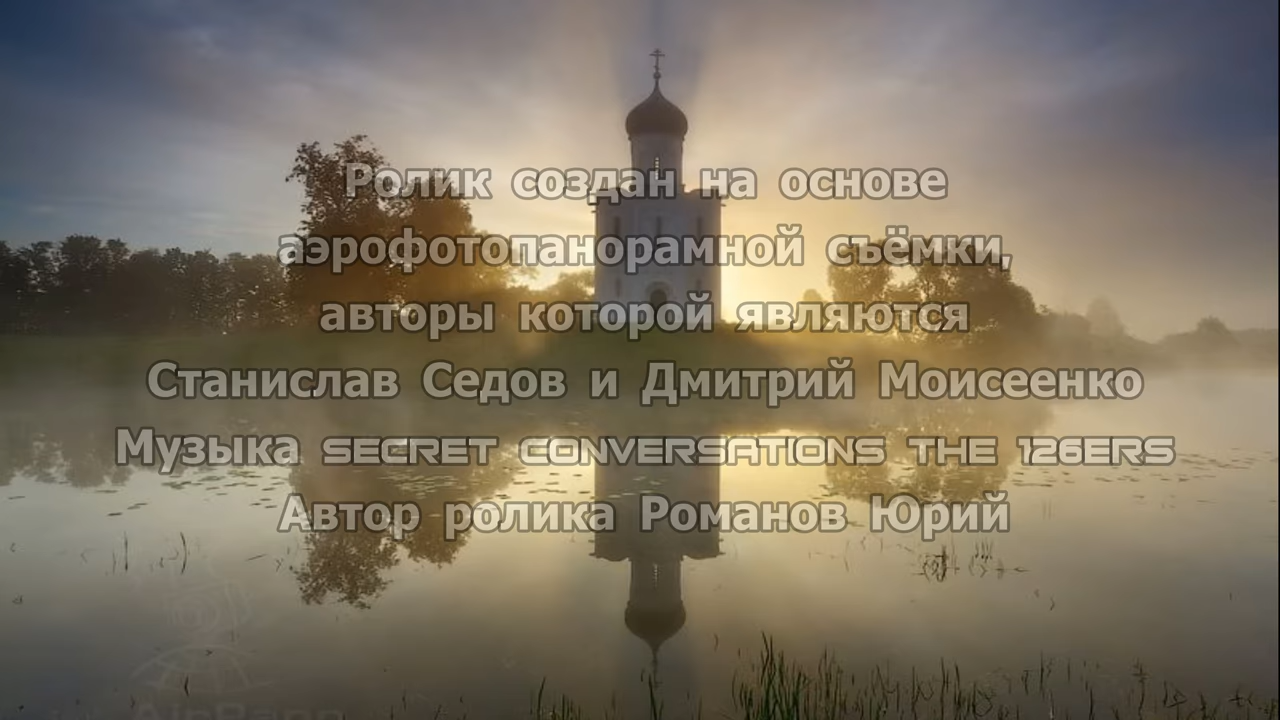 Ролик создан на основе
аэрофотопанорамной съёмки,
авторы которой являются
Станислав Седов и Дмитрий Моисеенко
Музыка SECRET CONVERSATIONS THE 126ERS
Автор ролика Романов Юрий